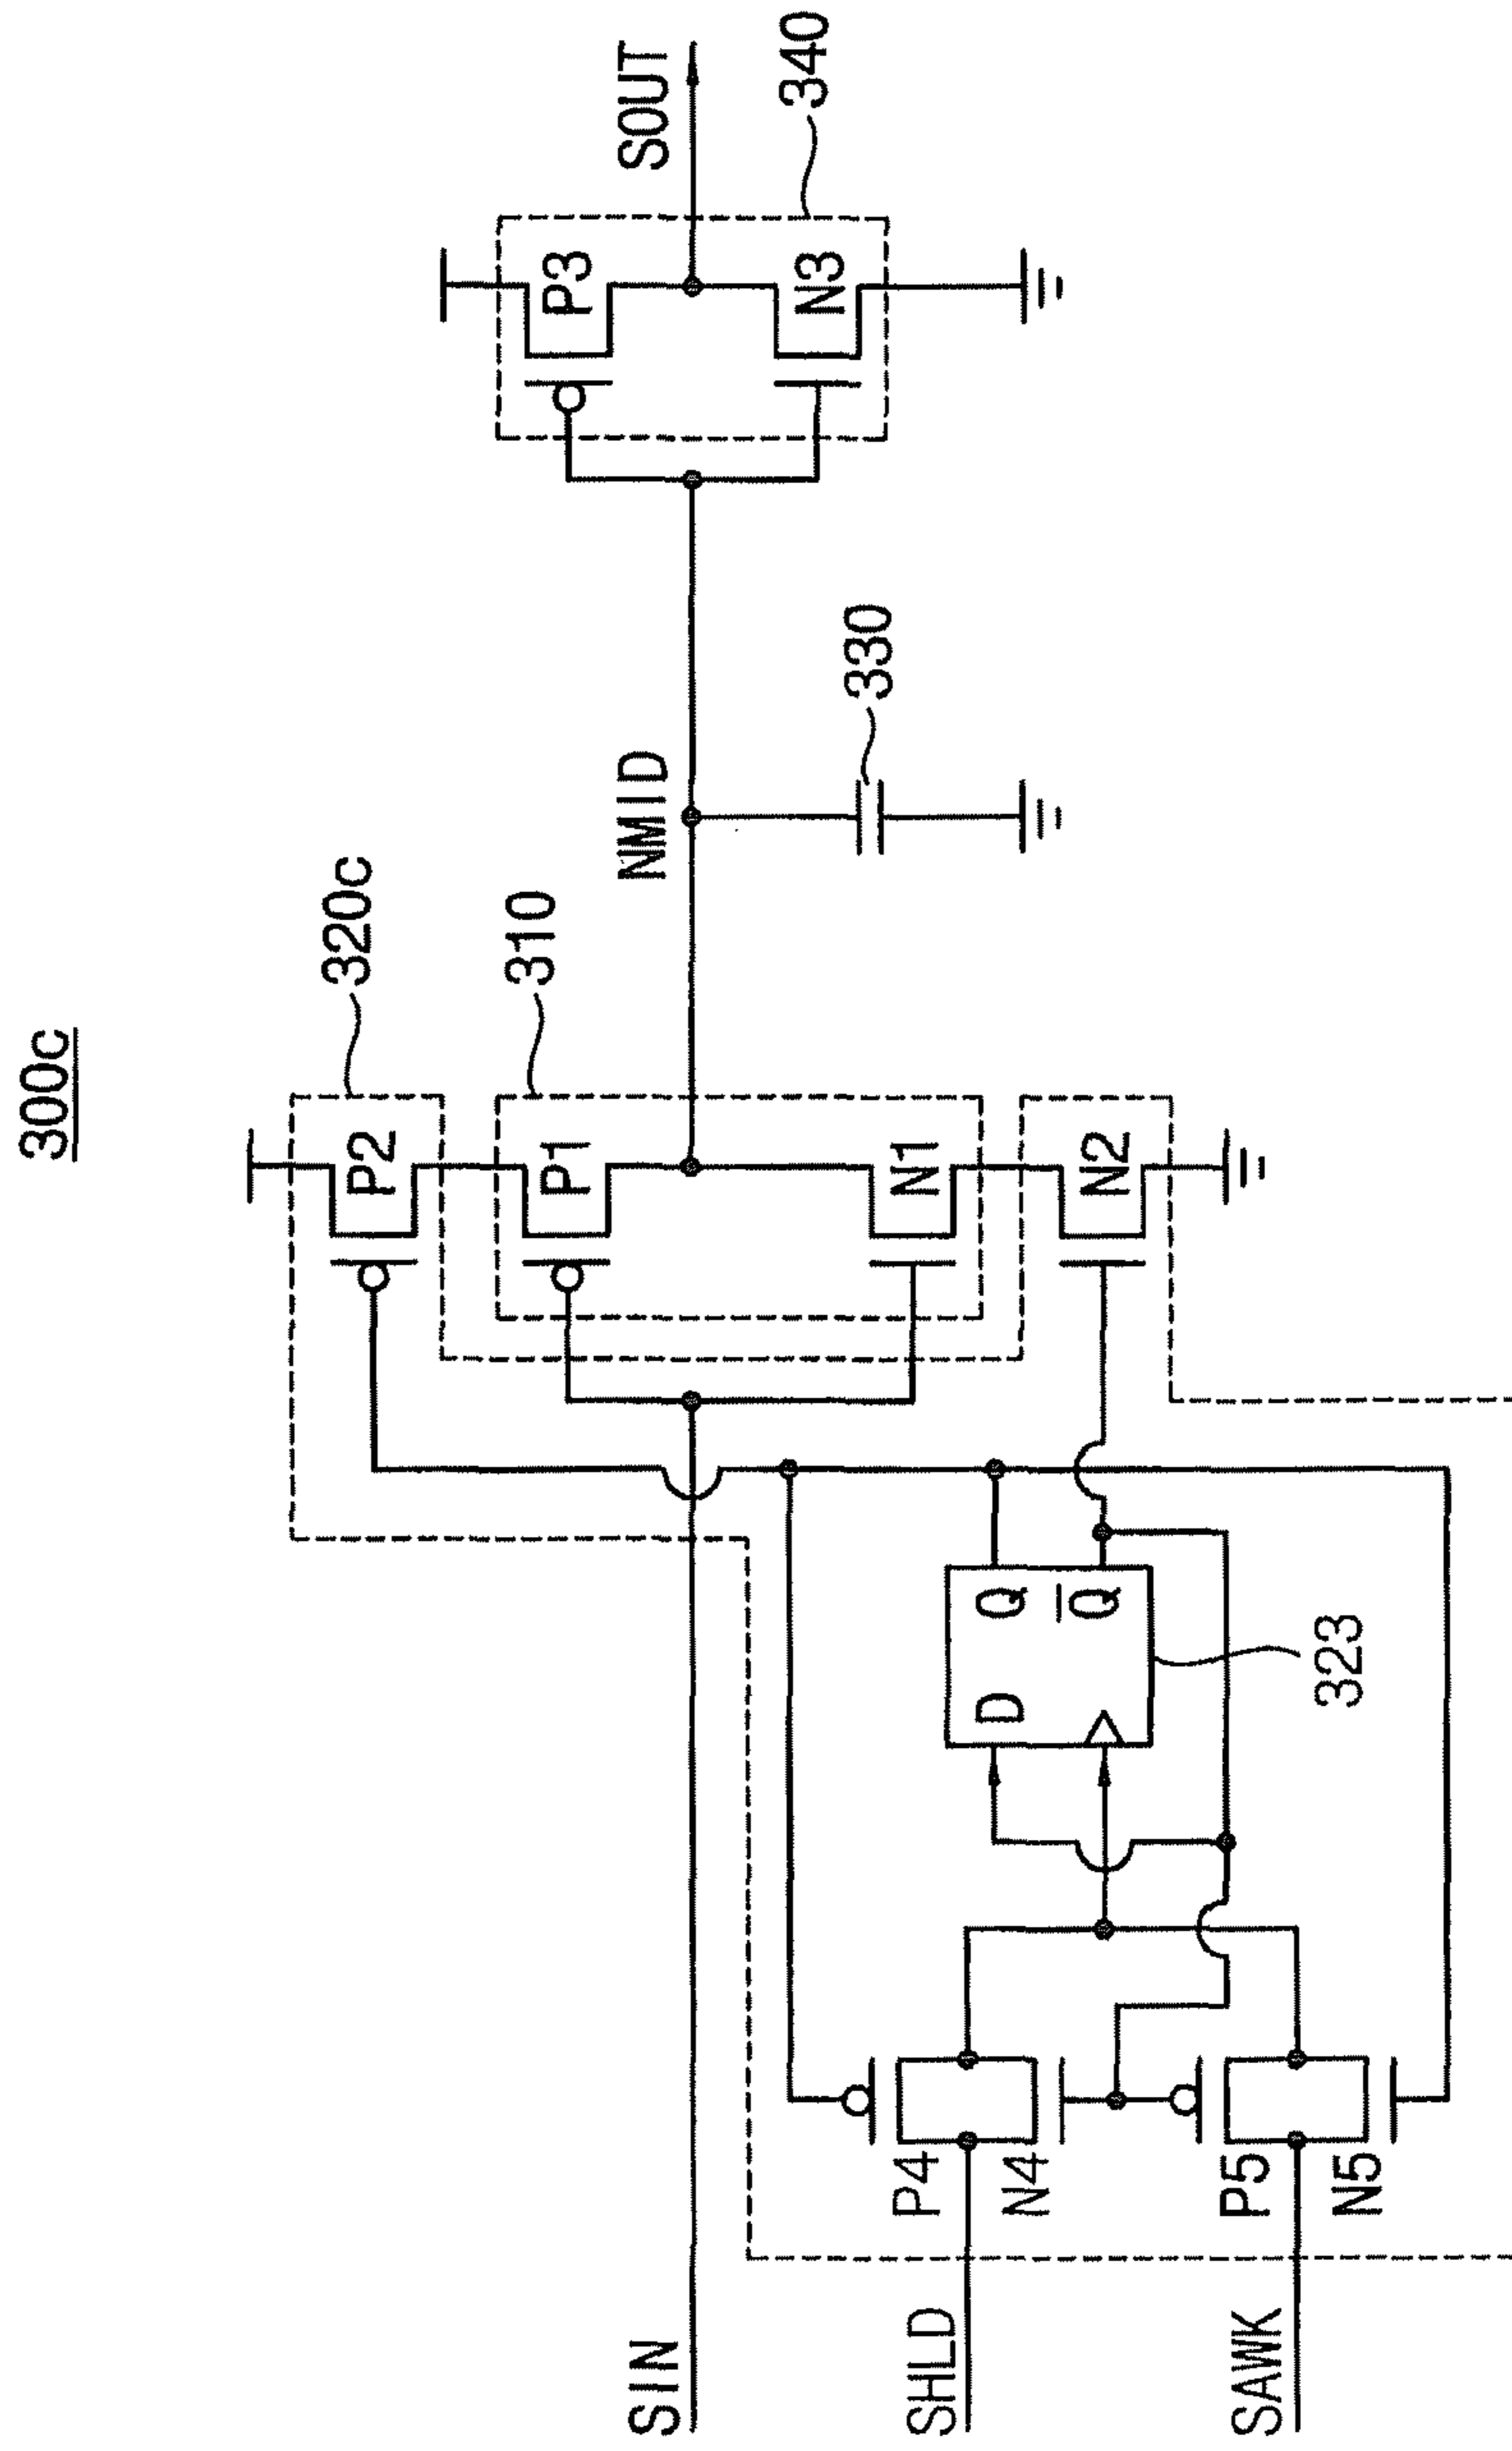 300c
320c
P2
310
P1
N1
N2
NMID
330
P3
N3
340
SOUT
SIN
SHLD
SAWK
P4
N4
P5
N5
D
Q
Q̅
323